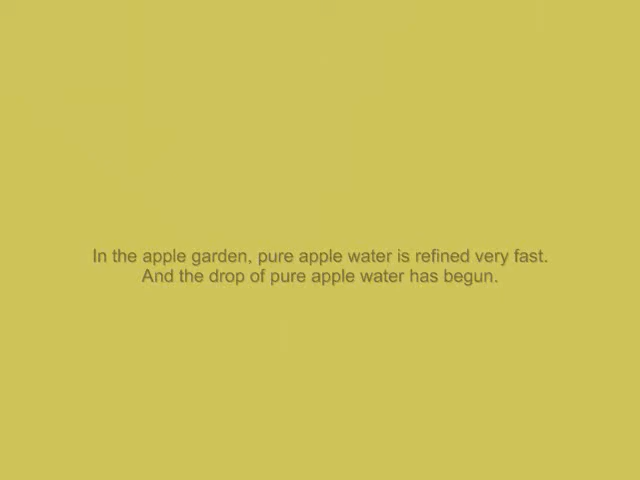 In the apple garden, pure apple water is refined very fast.
And the drop of pure apple water has begun.